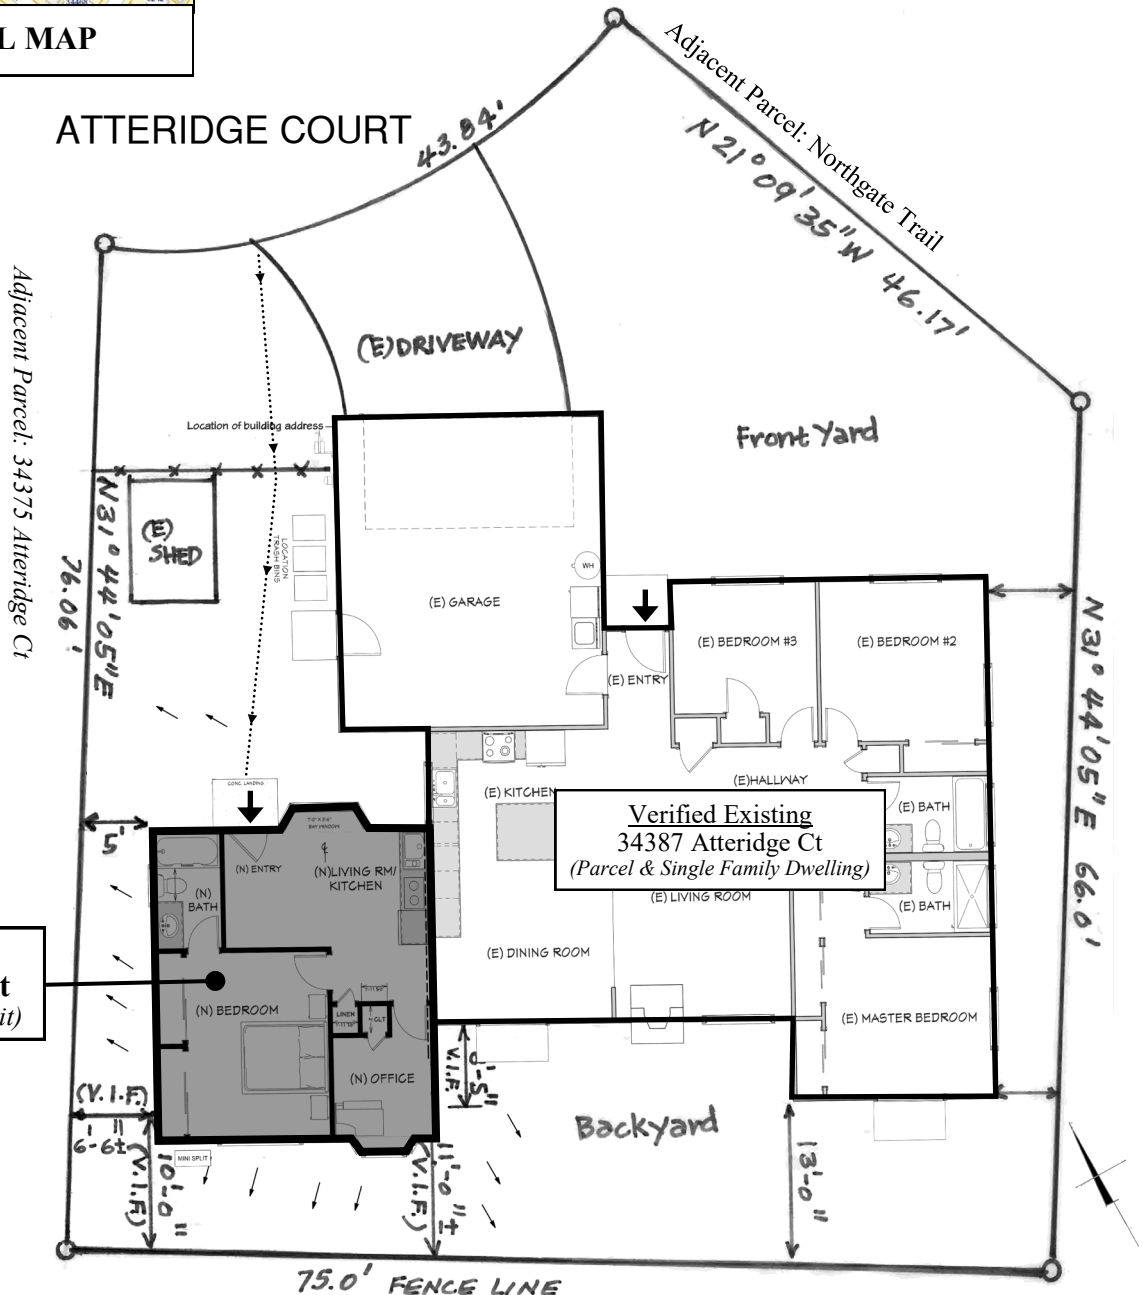 L MAP
ATTERIDGE COURT
43.84'
Adjacent Parcel: Northgate Trail
N 21° 09' 35" W 46.17'
Adjacent Parcel: 34375 Atteridge Ct
(E) DRIVEWAY
Location of building address
Front Yard
N 31° 44' 05" E
76.06'
(E)
SHED
LOCATION
TRASH BINS
WH
(E) GARAGE
(E) ENTRY
(E) BEDROOM #3
(E) BEDROOM #2
N 31° 44' 05" E 66.0'
(E)HALLWAY
(E) KITCHEN
(E) BATH
Verified Existing
34387 Atteridge Ct
(Parcel & Single Family Dwelling)
(E) LIVING ROOM
(E) BATH
(E) DINING ROOM
(E) MASTER BEDROOM
CONC. LANDING
5'
7'-0" X 3'-6"
BAY WINDOW
(N) ENTRY
(N)LIVING RM/
KITCHEN
(N)
BATH
t
it)
(N) BEDROOM
LINEN
CLT
(N) OFFICE
V.I.F.
Backyard
(V.I.F.)
6'-6"±
MINI SPLIT
10'-0"
(V.I.F.)
11'-0"±
(V.I.F.)
13'-0"
75.0' FENCE LINE